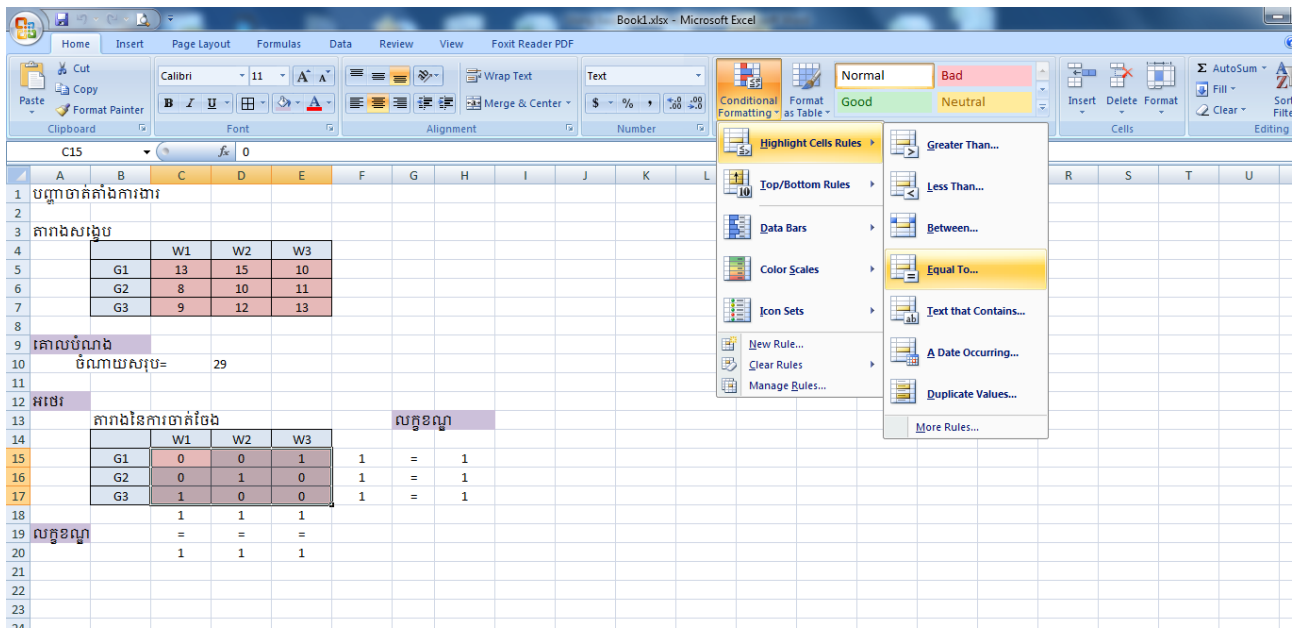 Book1.xlsx - Microsoft Excel
Home Insert Page Layout Formulas Data Review View Foxit Reader PDF
Cut
Copy
Format Painter
Paste
Calibri 11
B I U
Wrap Text
Merge & Center
Text
$ % ,
Conditional Formatting
Format as Table
Normal Bad
Good Neutral
Insert Delete Format
Σ AutoSum
Fill
Clear
Clipboard Font Alignment Number Cells Editing
C15 fx 0
Highlight Cells Rules
Top/Bottom Rules
Data Bars
Color Scales
Icon Sets
New Rule...
Clear Rules
Manage Rules...
Greater Than...
Less Than...
Between...
Equal To...
Text that Contains...
A Date Occurring...
Duplicate Values...
More Rules...
A B C D E F G H I J K L R S T U
1 បញ្ហាចាត់តាំងការងារ
2
3 តារាងសង្ខេប
4 W1 W2 W3
5 G1 13 15 10
6 G2 8 10 11
7 G3 9 12 13
8
9 គោលបំណង
10 ចំណាយសរុប= 29
11
12 អថេរ
13 តារាងនៃការចាត់ចែង លក្ខខណ្ឌ
14 W1 W2 W3
15 G1 0 0 1 1 = 1
16 G2 0 1 0 1 = 1
17 G3 1 0 0 1 = 1
18 1 1 1
19 លក្ខខណ្ឌ = = =
20 1 1 1
21
22
23